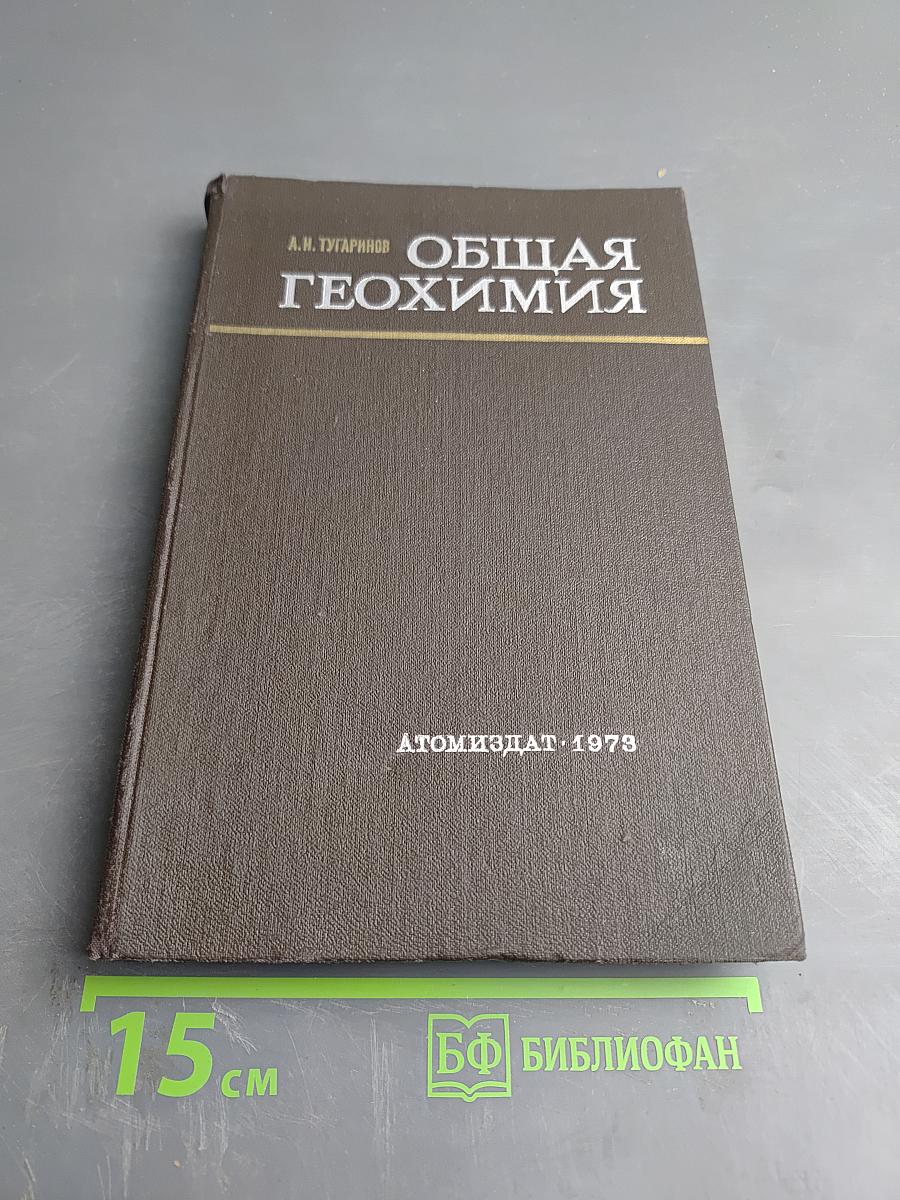 А.И. ТУГАРИНОВ ОБЩАЯ
ГЕОХИМИЯ
АТОМИЗДАТ · 1973
15 см
БФ БИБЛИОФАН